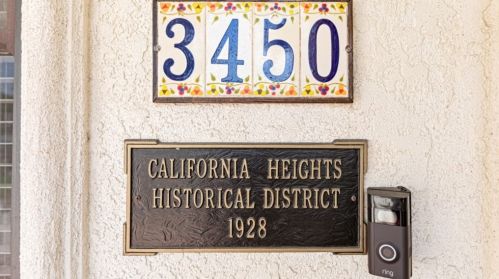 3450
CALIFORNIA HEIGHTS
HISTORICAL DISTRICT
1928
ring